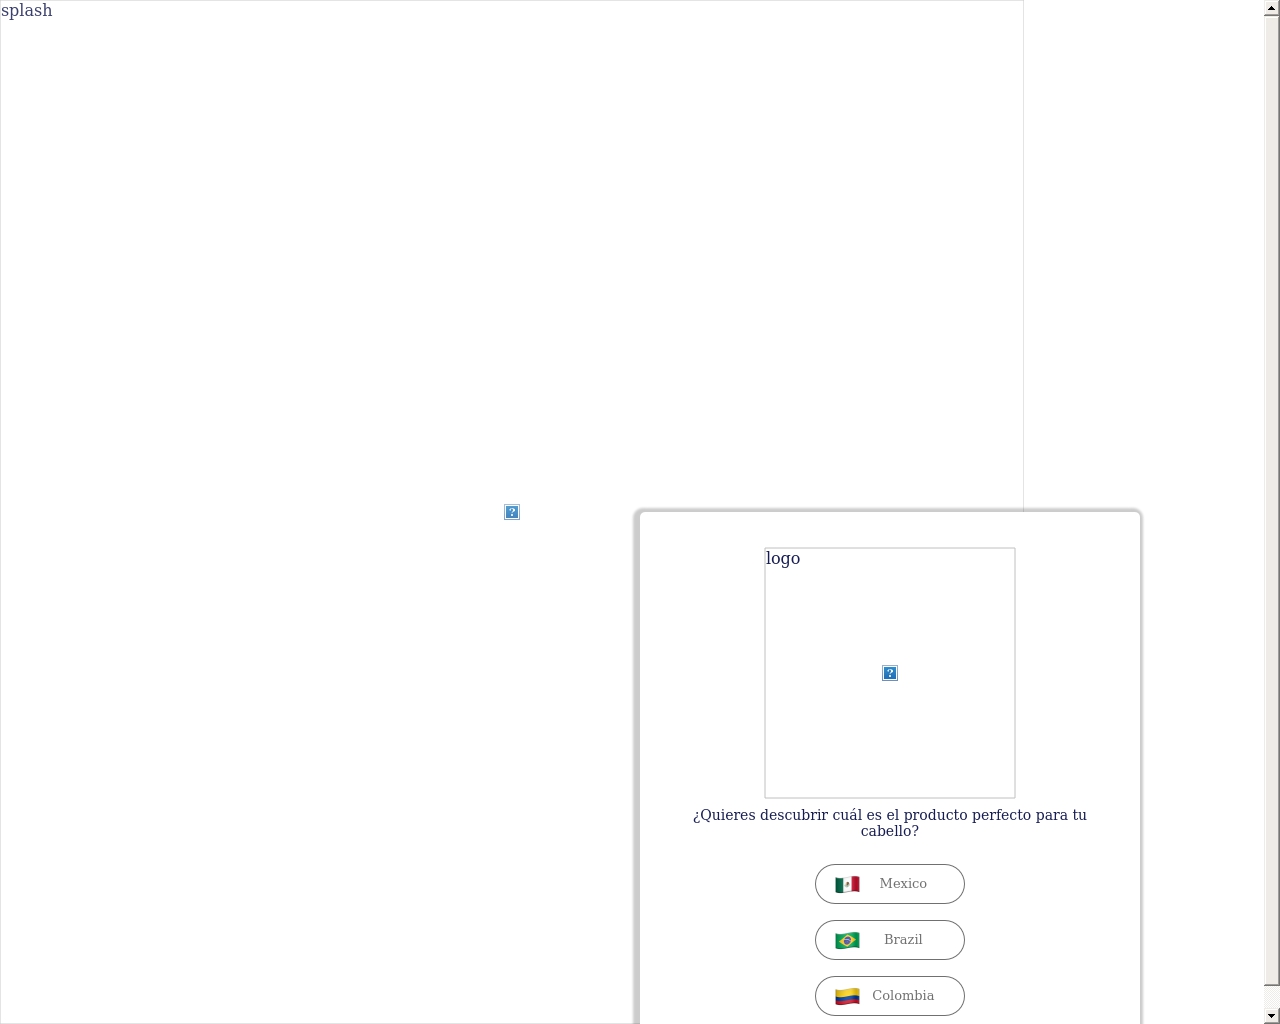 splash
logo
¿Quieres descubrir cuál es el producto perfecto para tu
cabello?
Mexico
Brazil
Colombia